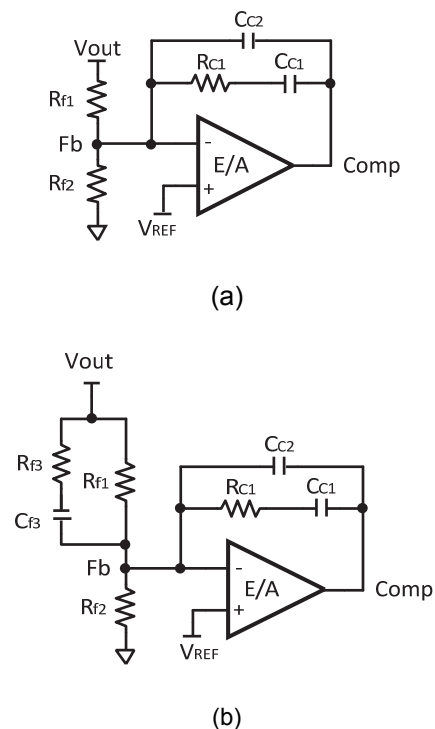 CC2
Vout
RC1
CC1
Rf1
Fb
-
E/A
Comp
Rf2
+
VREF
(a)
Vout
CC2
Rf3
Rf1
RC1
CC1
Cf3
Fb
-
E/A
Comp
Rf2
+
VREF
(b)